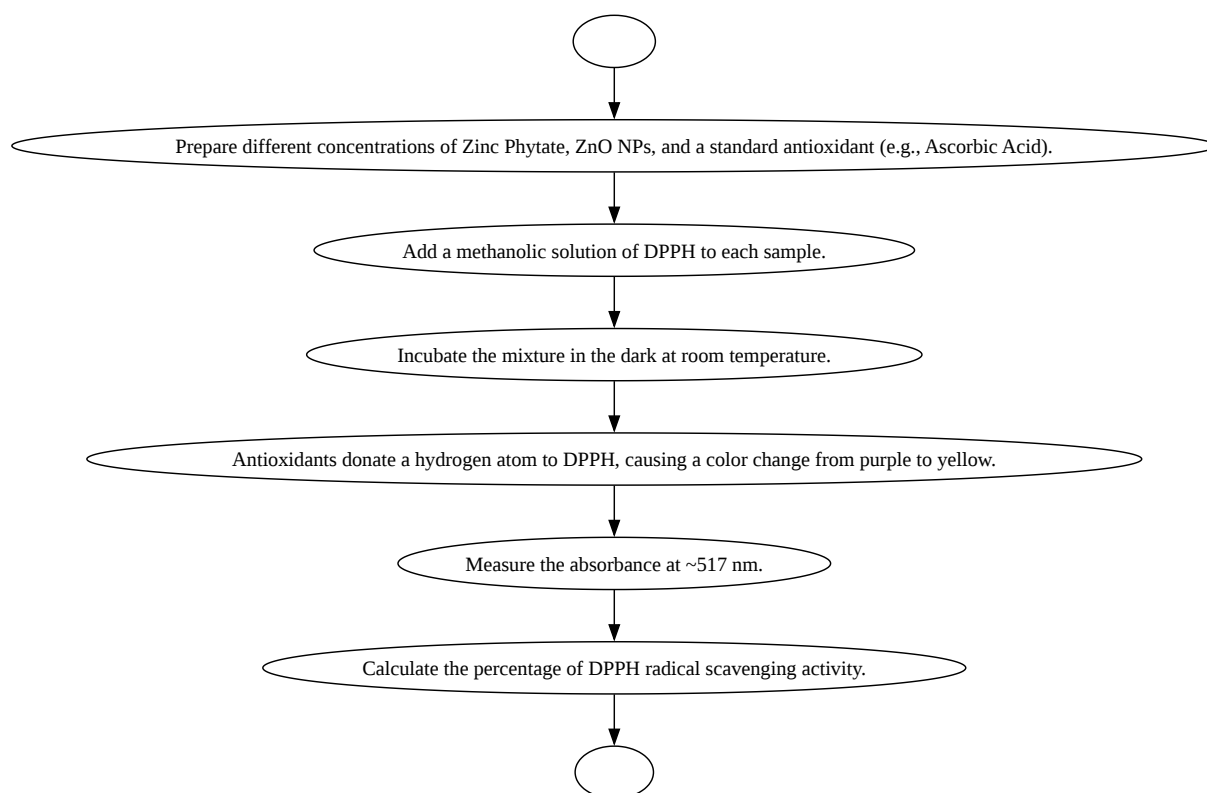 Prepare different concentrations of Zinc Phytate, ZnO NPs, and a standard antioxidant (e.g., Ascorbic Acid).
Add a methanolic solution of DPPH to each sample.
Incubate the mixture in the dark at room temperature.
Antioxidants donate a hydrogen atom to DPPH, causing a color change from purple to yellow.
Measure the absorbance at ~517 nm.
Calculate the percentage of DPPH radical scavenging activity.